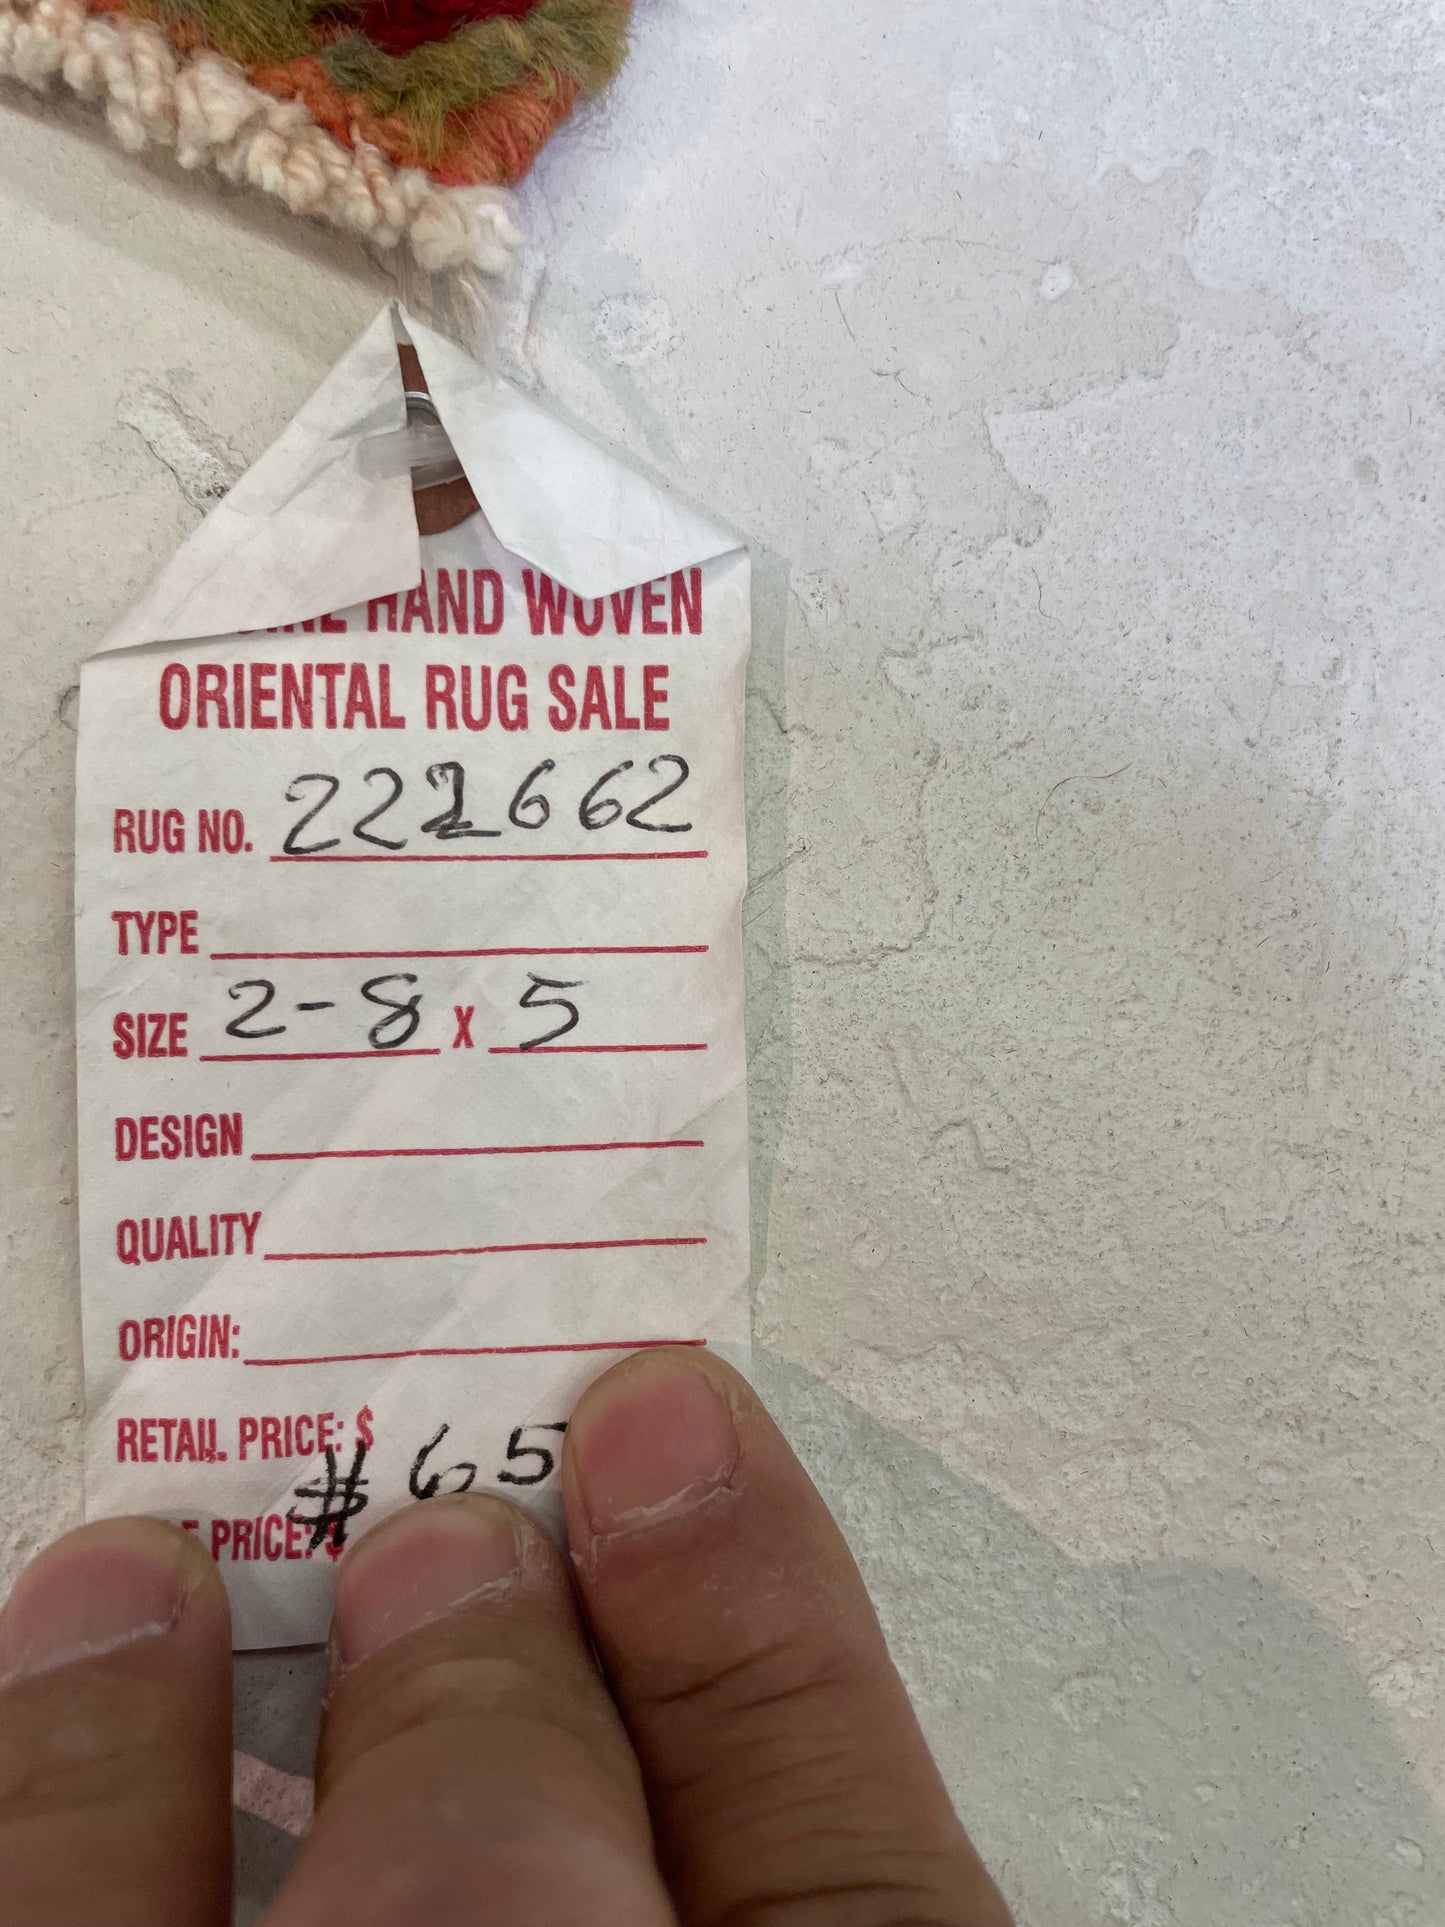 HAND WOVEN
ORIENTAL RUG SALE
RUG NO. 222662
TYPE
SIZE 2-8 X 5
DESIGN
QUALITY
ORIGIN:
RETAIL PRICE: $
# 65
PRICE: $